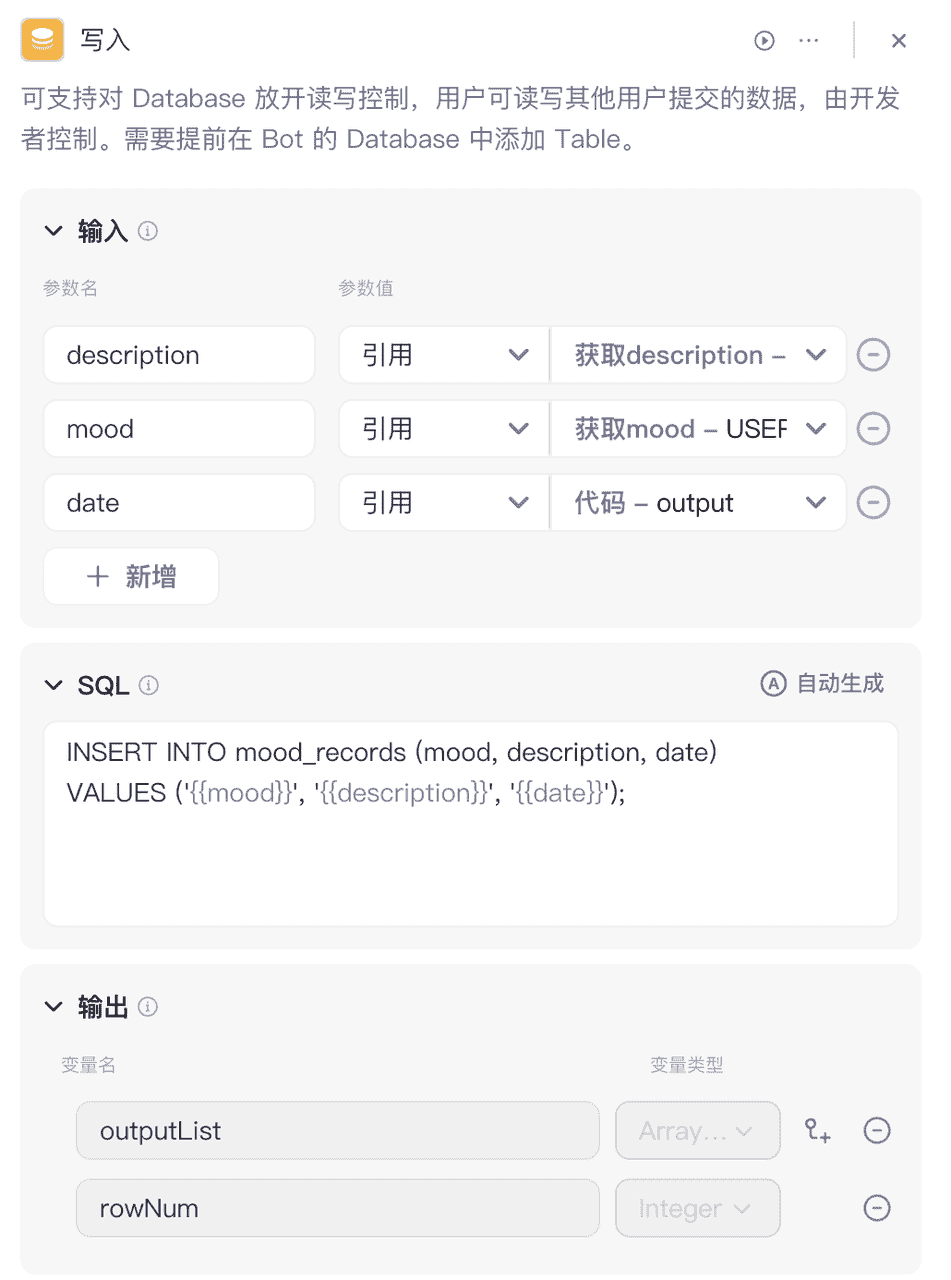 写入
可支持对 Database 放开读写控制，用户可读写其他用户提交的数据，由开发
者控制。需要提前在 Bot 的 Database 中添加 Table。
输入
参数名 参数值
description 引用 获取description –
mood 引用 获取mood –
date 引用 代码 – output
新增
SQL A 自动生成
INSERT INTO mood_records (mood, description, date)
VALUES ('{{mood}}', '{{description}}', '{{date}}');
输出
变量名 变量类型
outputList Array...
rowNum Integer